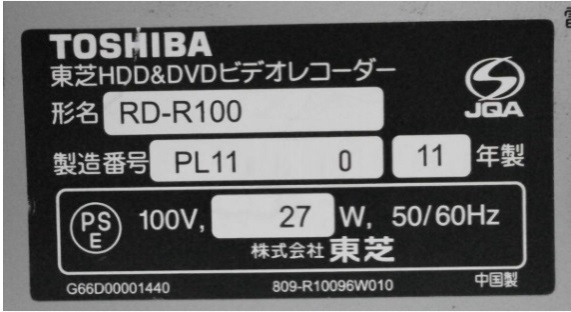 TOSHIBA
東芝HDD&DVDビデオレコーダー
形名 RD-R100
JQA
製造番号 PL11 0 11 年製
PS E 100V, 27 W, 50/60Hz
株式会社 東芝
G66D00001440 809-R10096W010 中国製